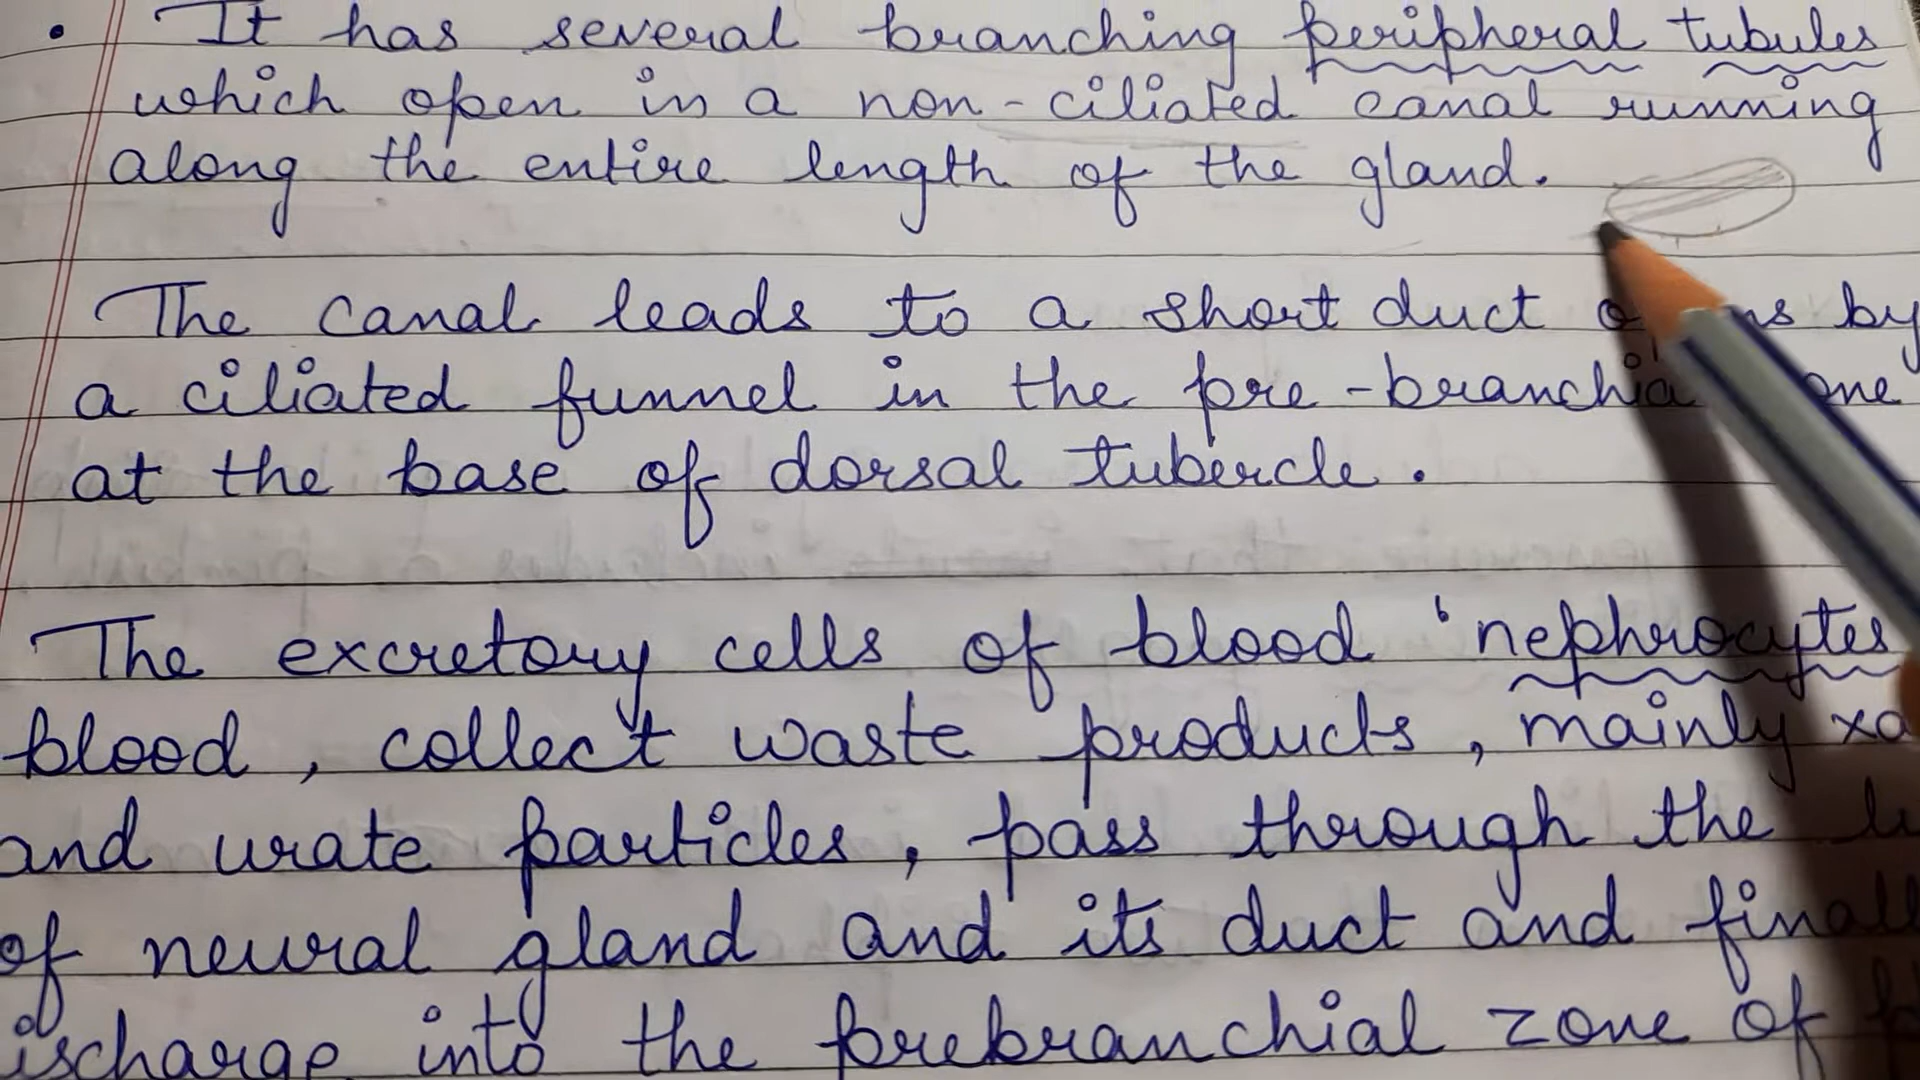 • It has several branching peripheral tubules
which open in a non-ciliated canal running
along the entire length of the gland.
The canal leads to a short duct by
a ciliated funnel in the pre-branchial
at the base of dorsal tubercle.
The excretory cells of blood 'nephrocytes
blood, collect waste products, mainly
and urate particles, pass through the
of neural gland and its duct and
into the prebranchial zone of